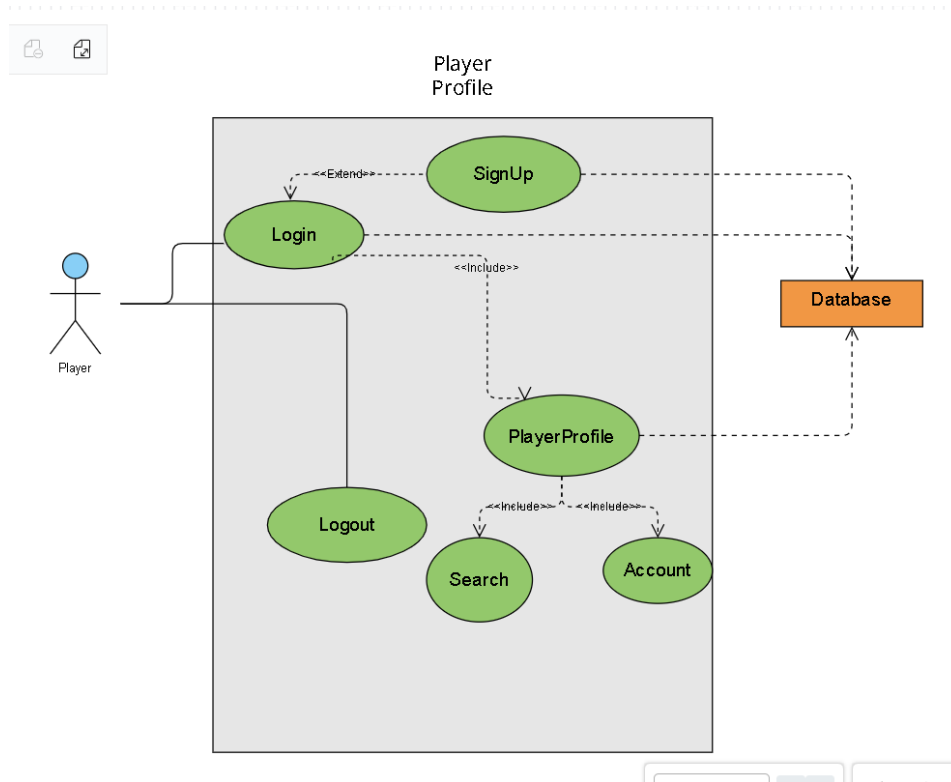 Player
Profile
SignUp
<<Extend>>
Login
<<Include>>
Database
Player
PlayerProfile
<<Include>>
<<Include>>
Logout
Search
Account